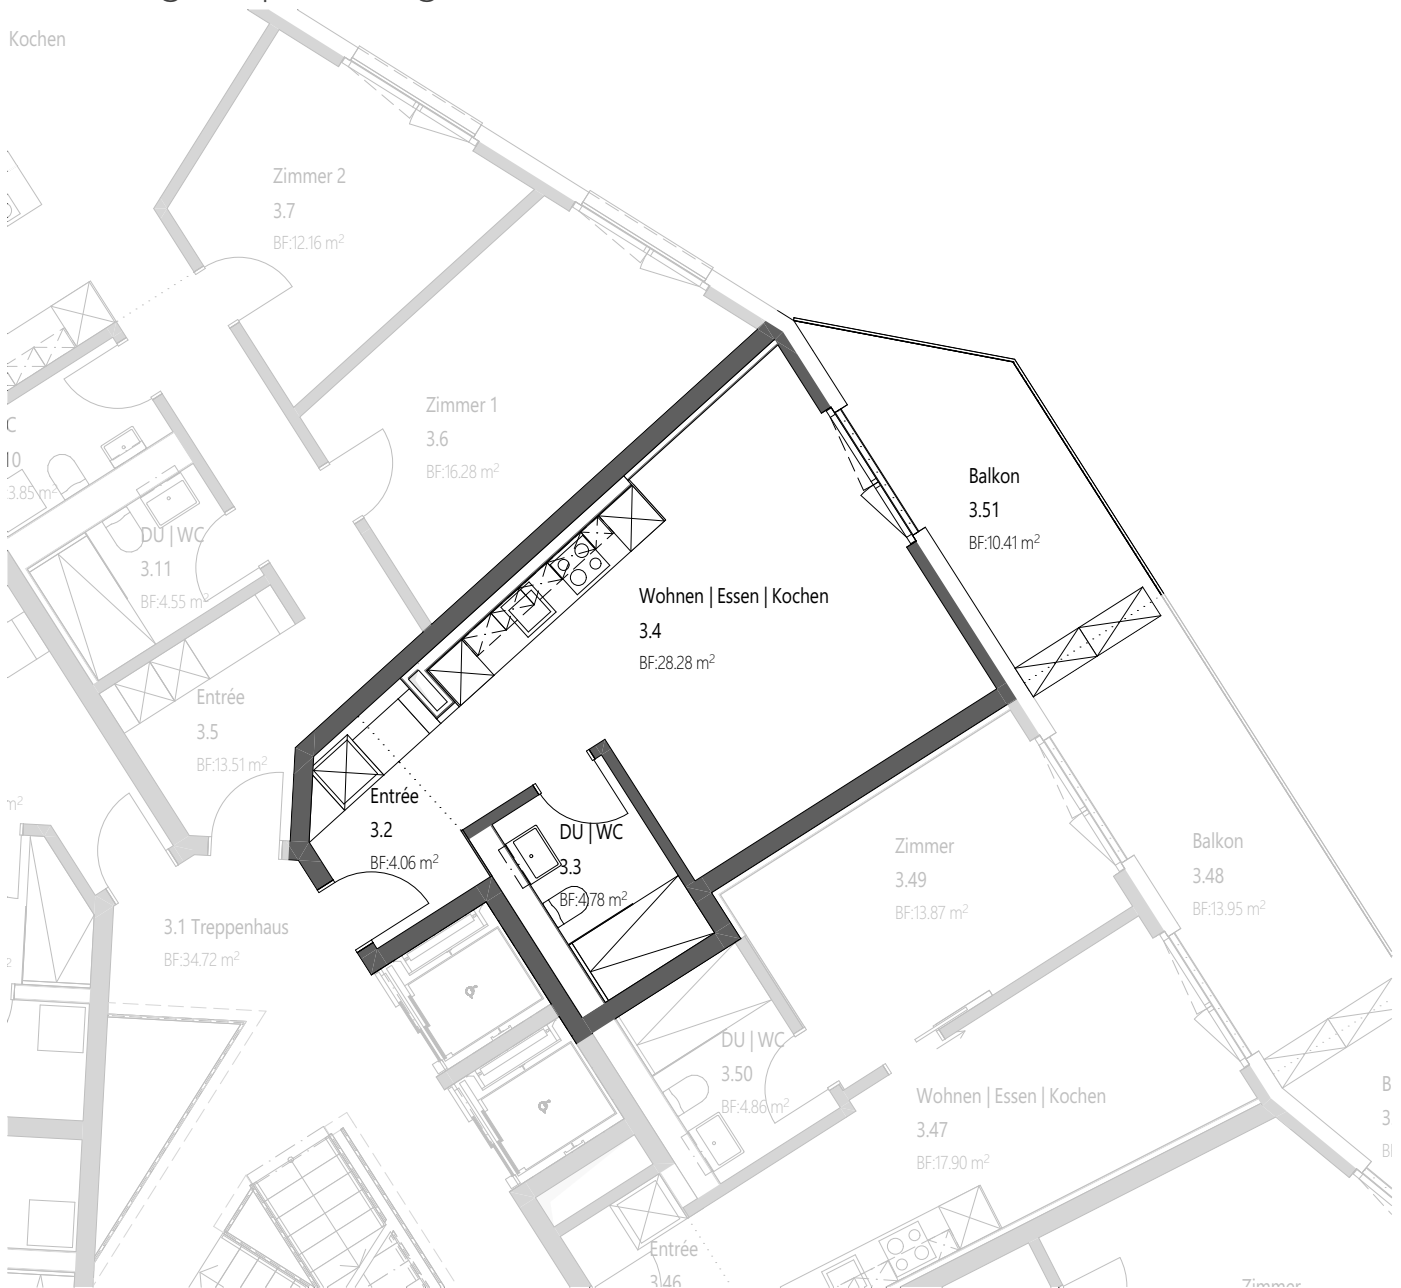 Kochen
Zimmer 2
3.7
BF:12.16 m²
Zimmer 1
3.6
BF:16.28 m²
C
10
3.85 m²
DU | WC
3.11
BF:4.55 m²
Balkon
3.51
BF:10.41 m²
Wohnen | Essen | Kochen
3.4
BF:28.28 m²
Entrée
3.5
BF:13.51 m²
m²
Entrée
3.2
BF:4.06 m²
DU | WC
3.3
BF:4.78 m²
Zimmer
3.49
BF:13.87 m²
Balkon
3.48
BF:13.95 m²
3.1 Treppenhaus
BF:34.72 m²
2
DU | WC
3.50
BF:4.86 m²
Wohnen | Essen | Kochen
3.47
BF:17.90 m²
B
3
BF
Entrée
3.46
Zimmer